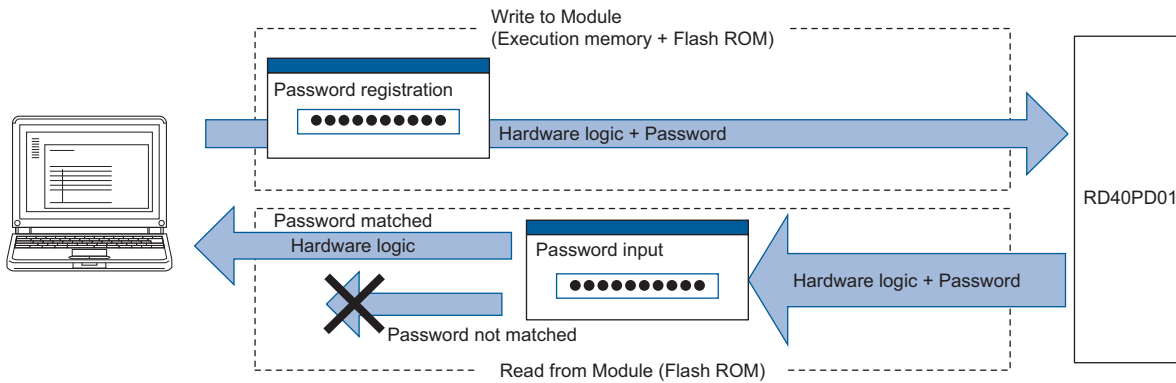 Write to Module
(Execution memory + Flash ROM)
Password registration
●●●●●●●●●●
Hardware logic + Password
RD40PD01
Password matched
Hardware logic
Password input
●●●●●●●●●●
Hardware logic + Password
Password not matched
Read from Module (Flash ROM)